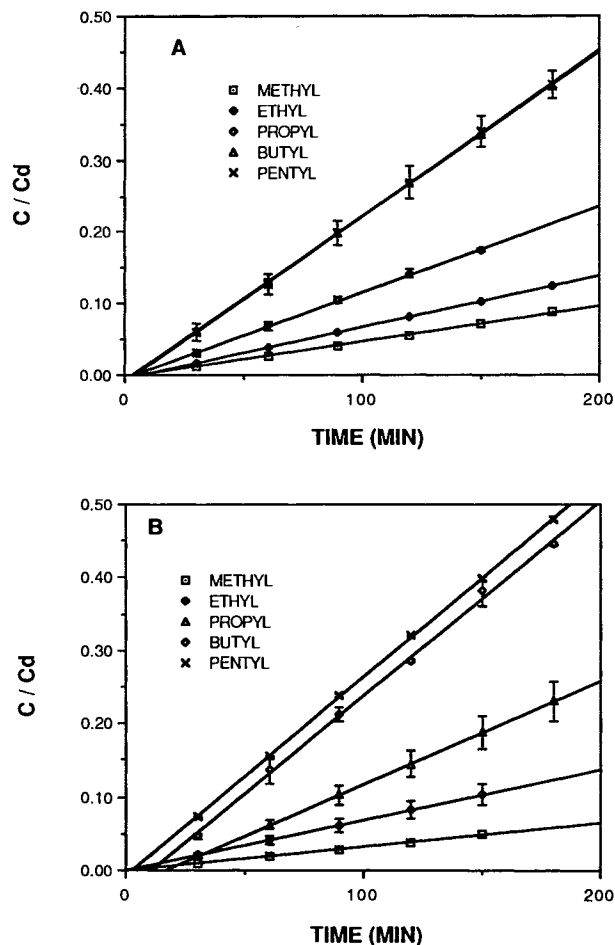 A
0.50
0.40
0.30
0.20
0.10
0.00
C / Cd
METHYL
ETHYL
PROPYL
BUTYL
PENTYL
0
100
200
TIME (MIN)
B
0.50
0.40
0.30
0.20
0.10
0.00
C / Cd
METHYL
ETHYL
PROPYL
BUTYL
PENTYL
0
100
200
TIME (MIN)